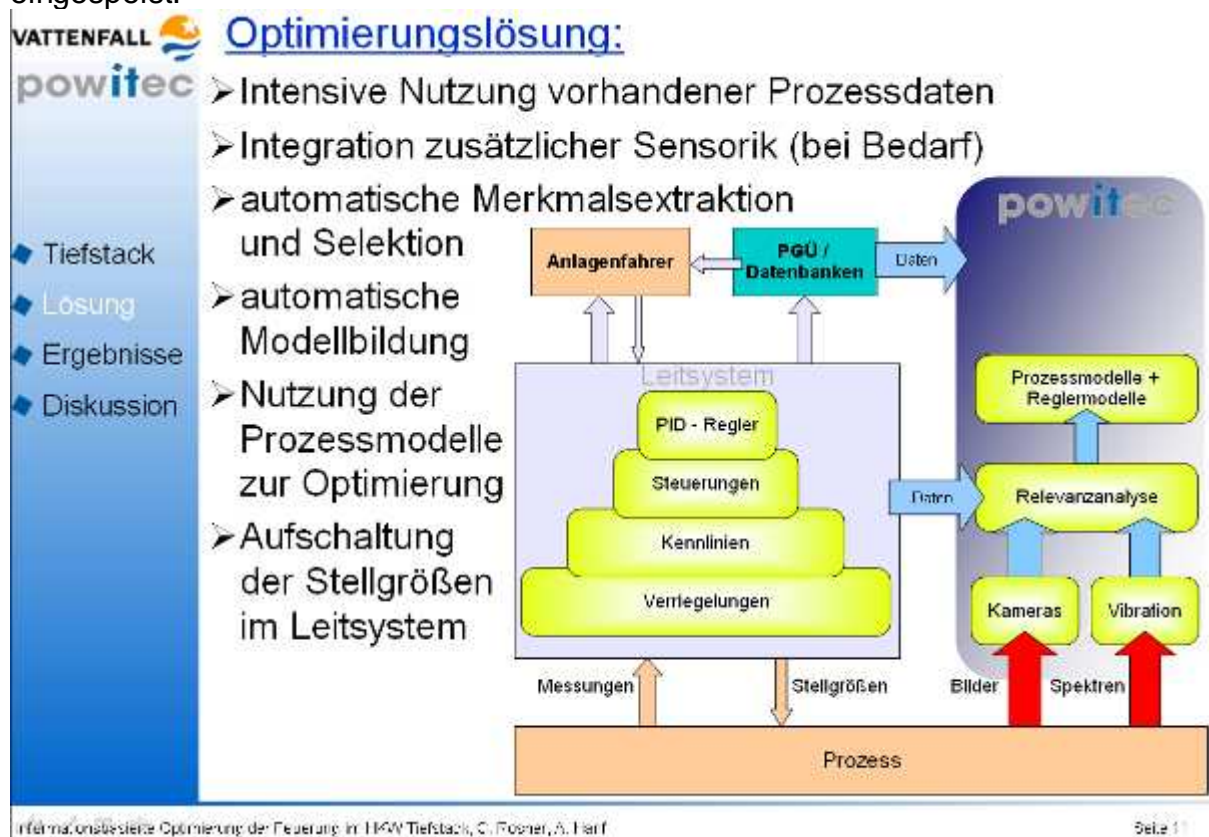 eingespeist.
VATTENFALL
Optimierungslösung:
powitec
➢Intensive Nutzung vorhandener Prozessdaten
➢Integration zusätzlicher Sensorik (bei Bedarf)
➢automatische Merkmalsextraktion
und Selektion
➢automatische
Modellbildung
➢Nutzung der
Prozessmodelle
zur Optimierung
➢Aufschaltung
der Stellgrößen
im Leitsystem
Tiefstack
Lösung
Ergebnisse
Diskussion
powitec
Anlagenfahrer
PGÜ /
Datenbanken
Daten
Leitsystem
PID - Regler
Steuerungen
Kennlinien
Verriegelungen
Daten
Prozessmodelle +
Reglermodelle
Relevanzanalyse
Kameras
Vibration
Messungen
Stellgrößen
Bilder
Spektren
Prozess
Informationsbasierte Optimierung der Feuerung im HKW Tiefstack, C. Rosner, A.
Seite 11